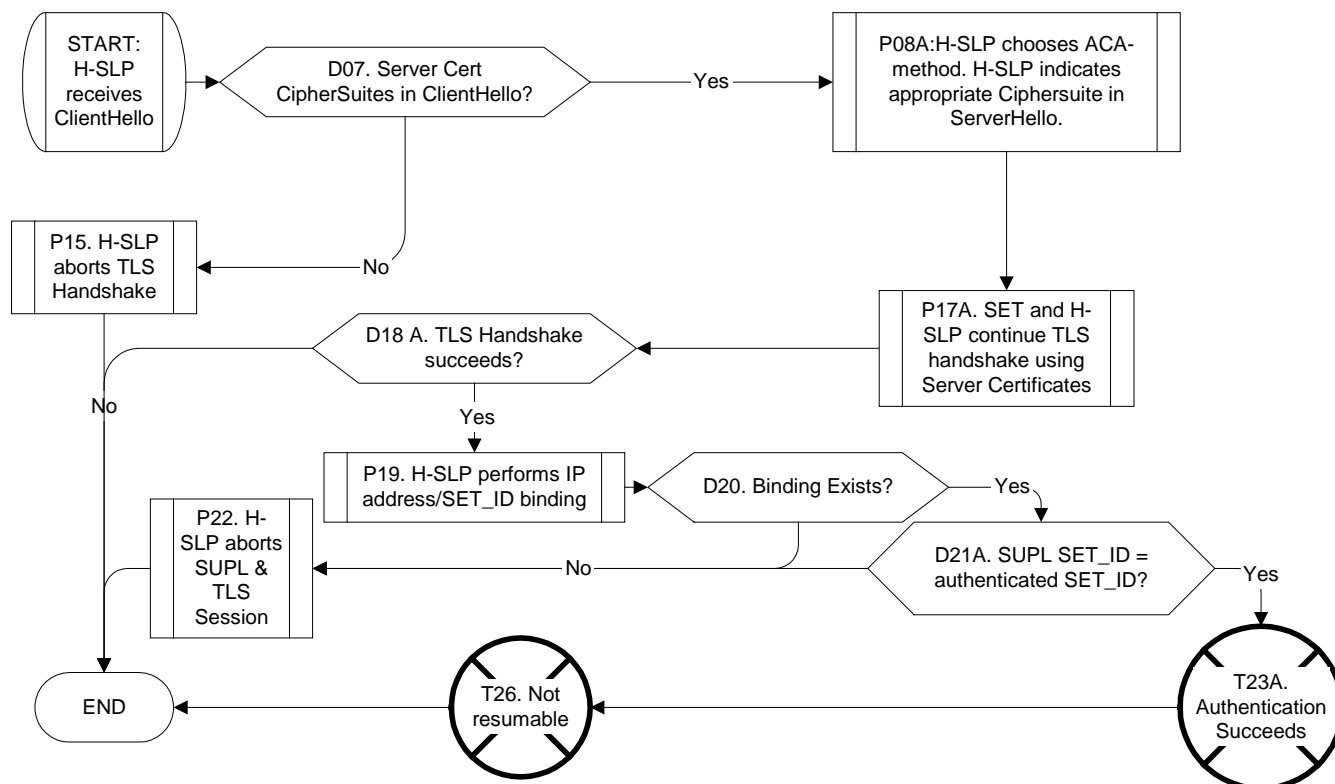 START:
H-SLP
receives
ClientHello
D07. Server Cert
CipherSuites in ClientHello?
Yes
P08A:H-SLP chooses ACA-
method. H-SLP indicates
appropriate Ciphersuite in
ServerHello.
P15. H-SLP
aborts TLS
Handshake
No
D18 A. TLS Handshake
succeeds?
P17A. SET and H-
SLP continue TLS
handshake using
Server Certificates
No
Yes
P19. H-SLP performs IP
address/SET_ID binding
D20. Binding Exists?
Yes
P22. H-
SLP aborts
SUPL &
TLS
Session
No
D21A. SUPL SET_ID =
authenticated SET_ID?
Yes
END
T26. Not
resumable
T23A.
Authentication
Succeeds